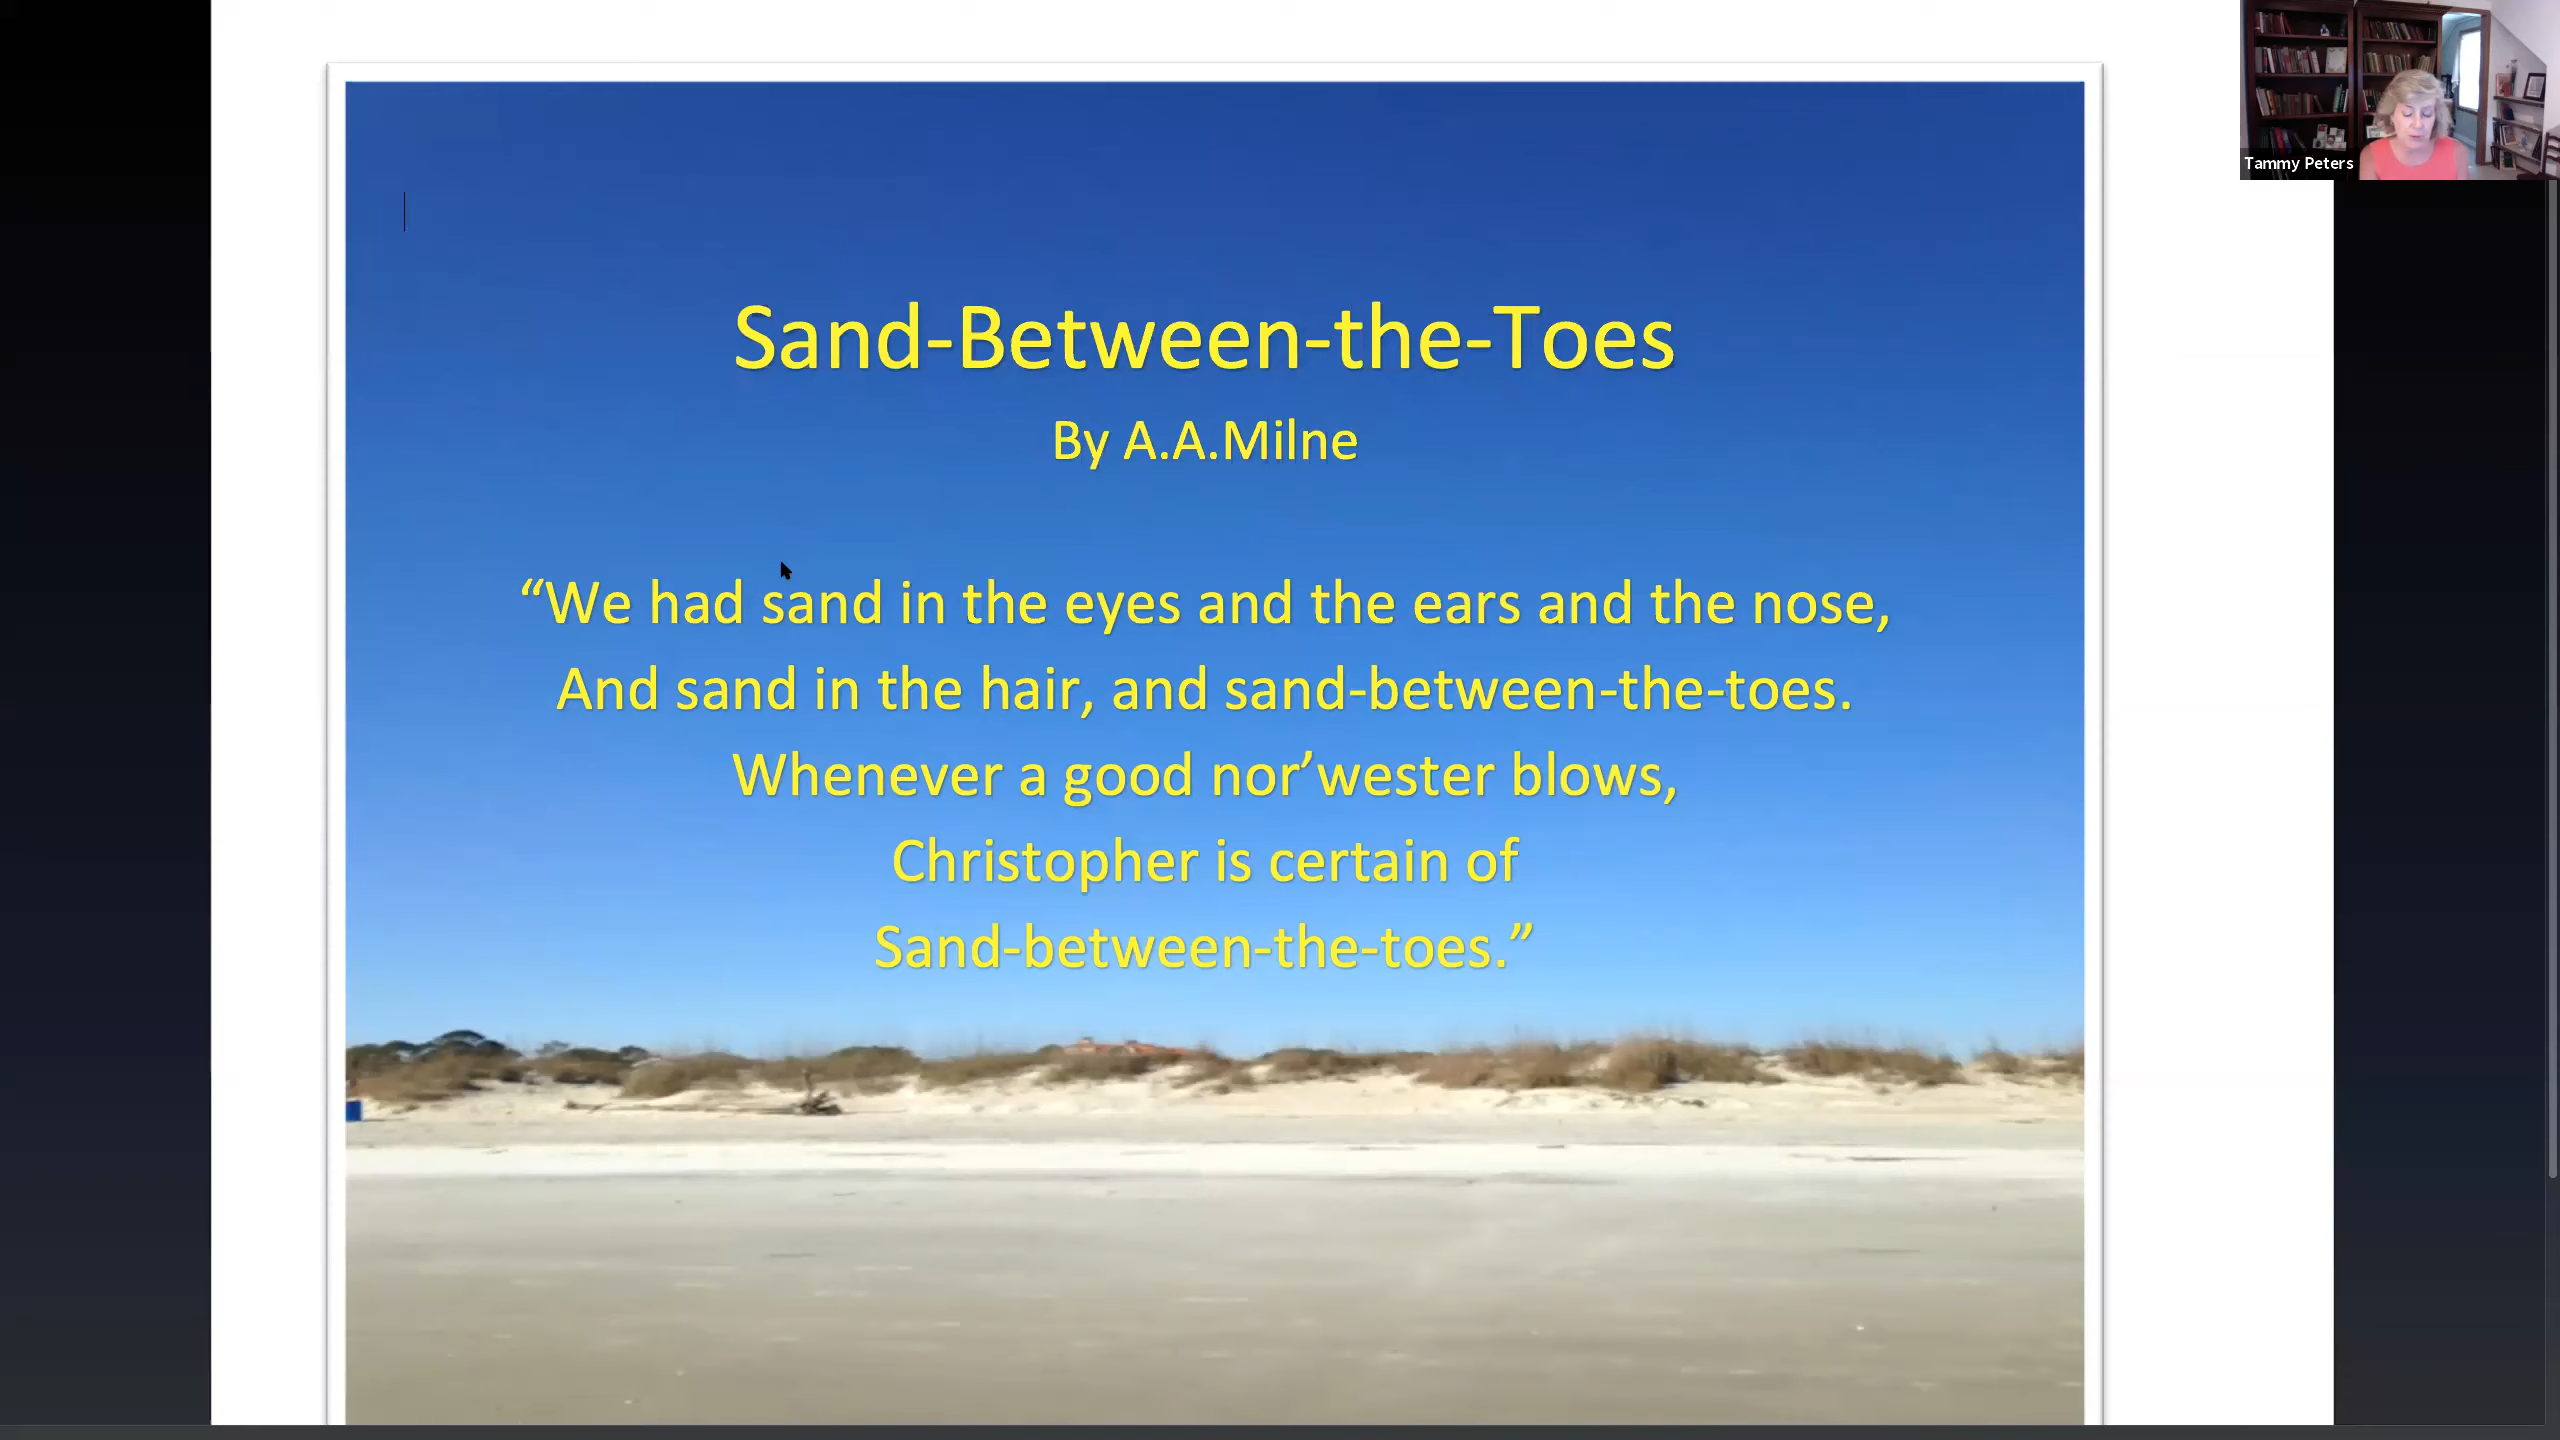 Tammy Peters
Sand-Between-the-Toes
By A.A.Milne
“We had sand in the eyes and the ears and the nose,
And sand in the hair, and sand-between-the-toes.
Whenever a good nor’wester blows,
Christopher is certain of
Sand-between-the-toes.”